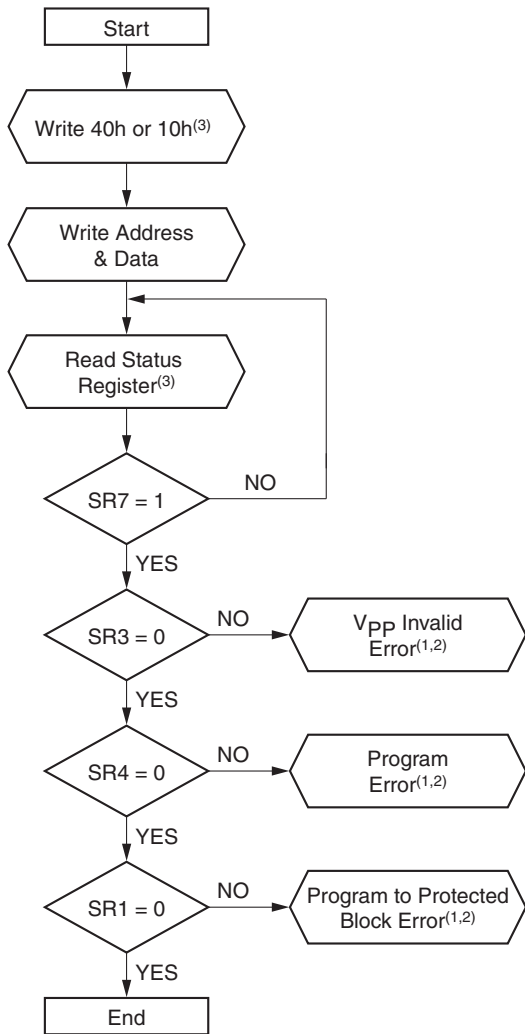 Start
Write 40h or 10h(3)
Write Address
& Data
Read Status
Register(3)
SR7 = 1
NO
YES
SR3 = 0
NO
VPP Invalid
Error(1,2)
YES
SR4 = 0
NO
Program
Error(1,2)
YES
SR1 = 0
NO
Program to Protected
Block Error(1,2)
YES
End